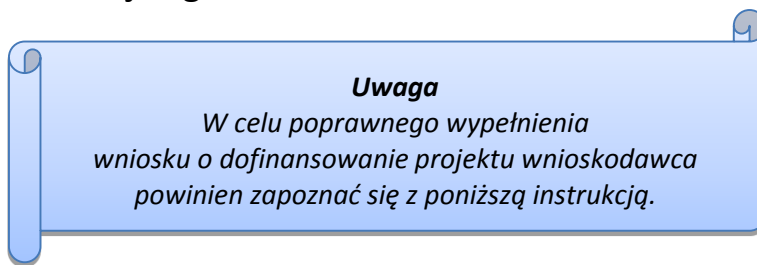 Uwaga
W celu poprawnego wypełnienia
wniosku o dofinansowanie projektu wnioskodawca
powinien zapoznać się z poniższą instrukcją.